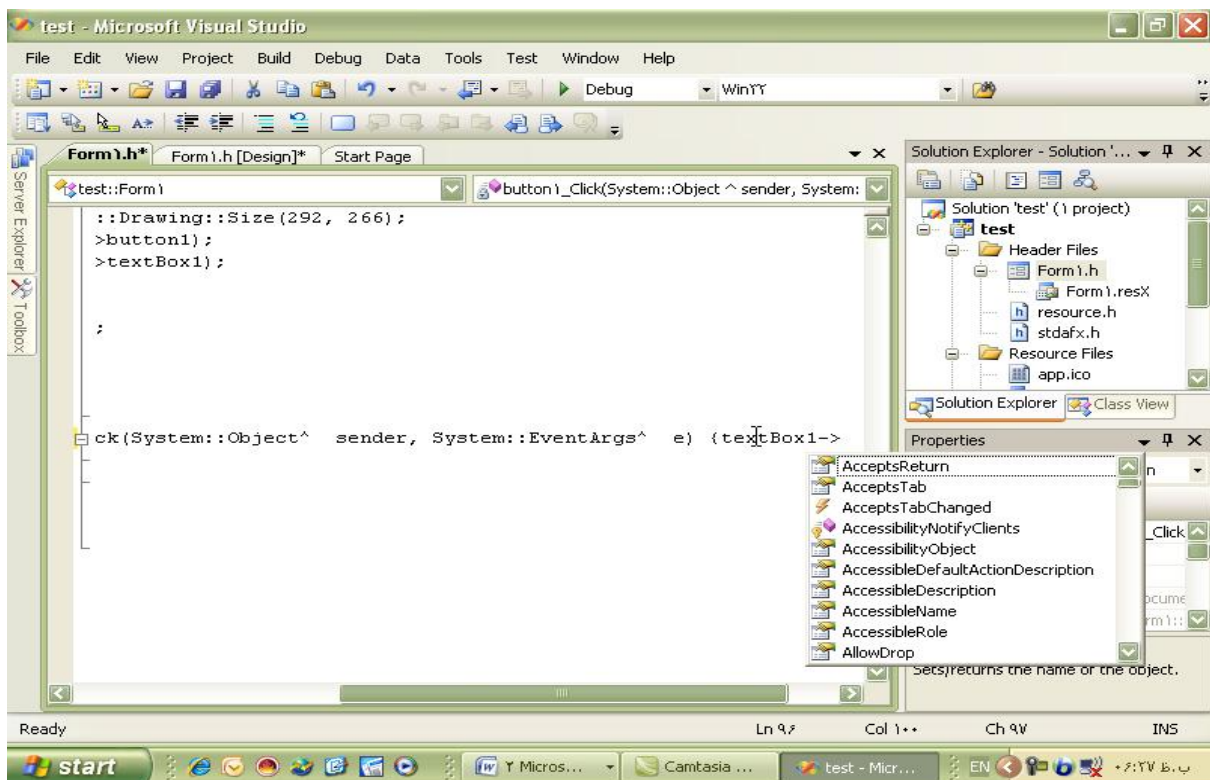 test - Microsoft Visual Studio
File Edit View Project Build Debug Data Tools Test Window Help
Debug Win۳۲
Form۱.h* Form۱.h [Design]* Start Page
Solution Explorer - Solution '...
test::Form۱
button۱_Click(System::Object ^ sender, System:
Server Explorer
Toolbox
::Drawing::Size(292, 266);
>button1);
>textBox1);
;
ck(System::Object^ sender, System::EventArgs^ e) {textBox1->
Solution 'test' (۱ project)
test
Header Files
Form۱.h
Form۱.resX
resource.h
stdafx.h
Resource Files
app.ico
Solution Explorer Class View
Properties
AcceptsReturn
AcceptsTab
AcceptsTabChanged
AccessibilityNotifyClients
AccessibilityObject
AccessibleDefaultActionDescription
AccessibleDescription
AccessibleName
AccessibleRole
AllowDrop
n
_Click
ocume
rm۱::
Sets/returns the name of the object.
Ready Ln ۹۶ Col ۱۰۰ Ch ۹۷ INS
start ۲ Micros... Camtasia ... test - Micr... EN ۰۶:۲۷ ب.ظ